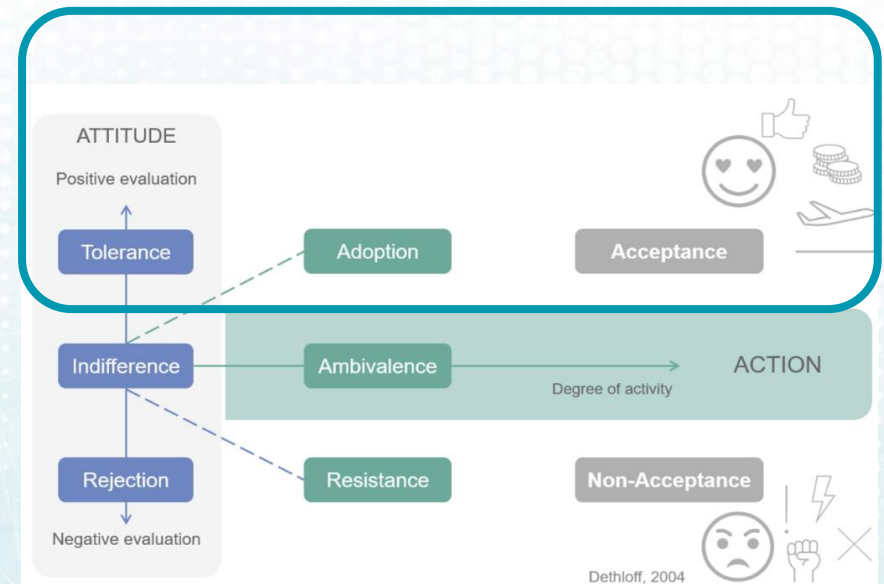 ATTITUDE
Positive evaluation
Tolerance
Adoption
Acceptance
Indifference
Ambivalence
Degree of activity
ACTION
Rejection
Resistance
Non-Acceptance
Negative evaluation
Dethloff, 2004